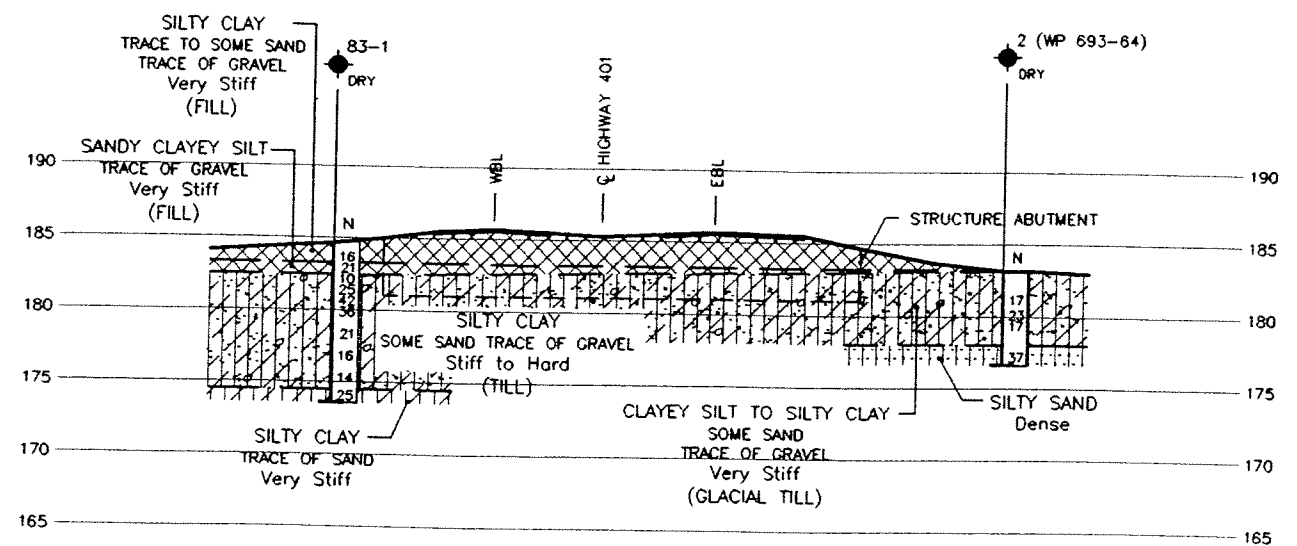 SILTY CLAY
TRACE TO SOME SAND
TRACE OF GRAVEL
Very Stiff
(FILL)
83-1
DRY
2 (WP 693-64)
DRY
SANDY CLAYEY SILT
TRACE OF GRAVEL
Very Stiff
(FILL)
WBL
℄ HIGHWAY 401
EBL
190
190
STRUCTURE ABUTMENT
185
185
N
16
21
38
21
16
14
25
N
17
23
17
37
180
180
SILTY CLAY
SOME SAND TRACE OF GRAVEL
Stiff to Hard
(TILL)
175
175
SILTY CLAY
TRACE OF SAND
Very Stiff
CLAYEY SILT TO SILTY CLAY
SOME SAND
TRACE OF GRAVEL
Very Stiff
(GLACIAL TILL)
SILTY SAND
Dense
170
170
165
165